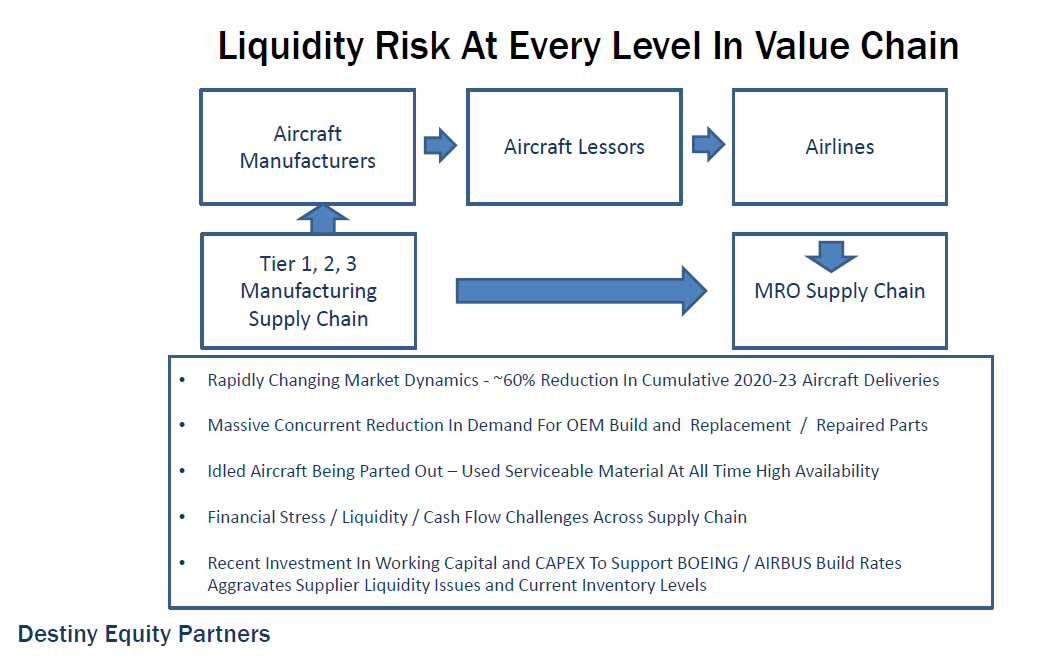 Liquidity Risk At Every Level In Value Chain
Aircraft
Manufacturers
Aircraft Lessors
Airlines
Tier 1, 2, 3
Manufacturing
Supply Chain
MRO Supply Chain
• Rapidly Changing Market Dynamics - ~60% Reduction In Cumulative 2020-23 Aircraft Deliveries
• Massive Concurrent Reduction In Demand For OEM Build and Replacement / Repaired Parts
• Idled Aircraft Being Parted Out – Used Serviceable Material At All Time High Availability
• Financial Stress / Liquidity / Cash Flow Challenges Across Supply Chain
• Recent Investment In Working Capital and CAPEX To Support BOEING / AIRBUS Build Rates
Aggravates Supplier Liquidity Issues and Current Inventory Levels
Destiny Equity Partners